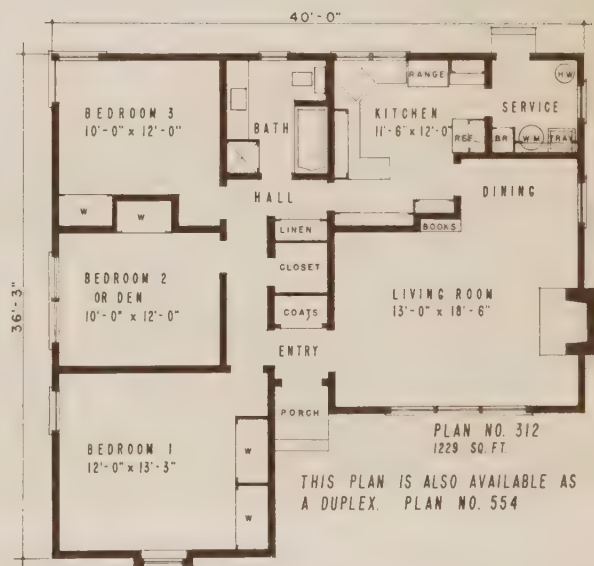 40'-0"
RANGE
HW
BEDROOM 3
10'-0" x 12'-0"
KITCHEN
11'-6" x 12'-0"
SERVICE
BATH
REF.
BR
WM
TRAY
DINING
HALL
W
W
LINEN
BOOKS
36'-3"
CLOSET
BEDROOM 2
OR DEN
10'-0" x 12'-0"
LIVING ROOM
13'-0" x 18'-6"
COATS
ENTRY
PORCH
PLAN NO. 312
1229 SQ. FT.
BEDROOM 1
12'-0" x 13'-3"
W
W
THIS PLAN IS ALSO AVAILABLE AS
A DUPLEX. PLAN NO. 554